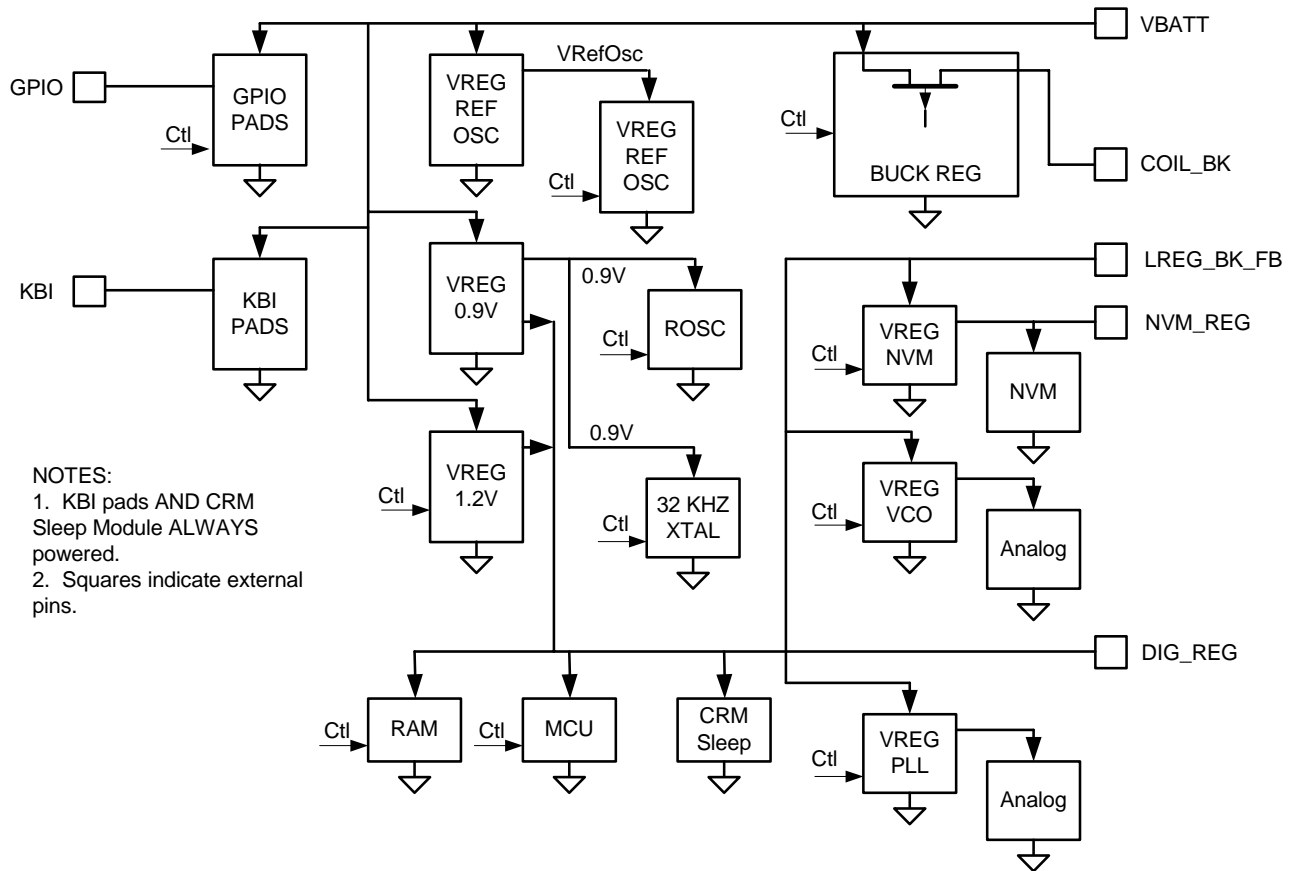 VBATT
VRefOsc
GPIO
GPIO
PADS
Ctl
VREG
REF
OSC
VREG
REF
OSC
Ctl
Ctl
BUCK REG
COIL_BK
KBI
KBI
PADS
VREG
0.9V
0.9V
ROSC
Ctl
LREG_BK_FB
VREG
NVM
Ctl
NVM_REG
NVM
VREG
1.2V
Ctl
0.9V
32 KHZ
XTAL
Ctl
VREG
VCO
Ctl
Analog
NOTES:
1. KBI pads AND CRM
Sleep Module ALWAYS
powered.
2. Squares indicate external
pins.
DIG_REG
Ctl
RAM
Ctl
MCU
CRM
Sleep
VREG
PLL
Ctl
Analog